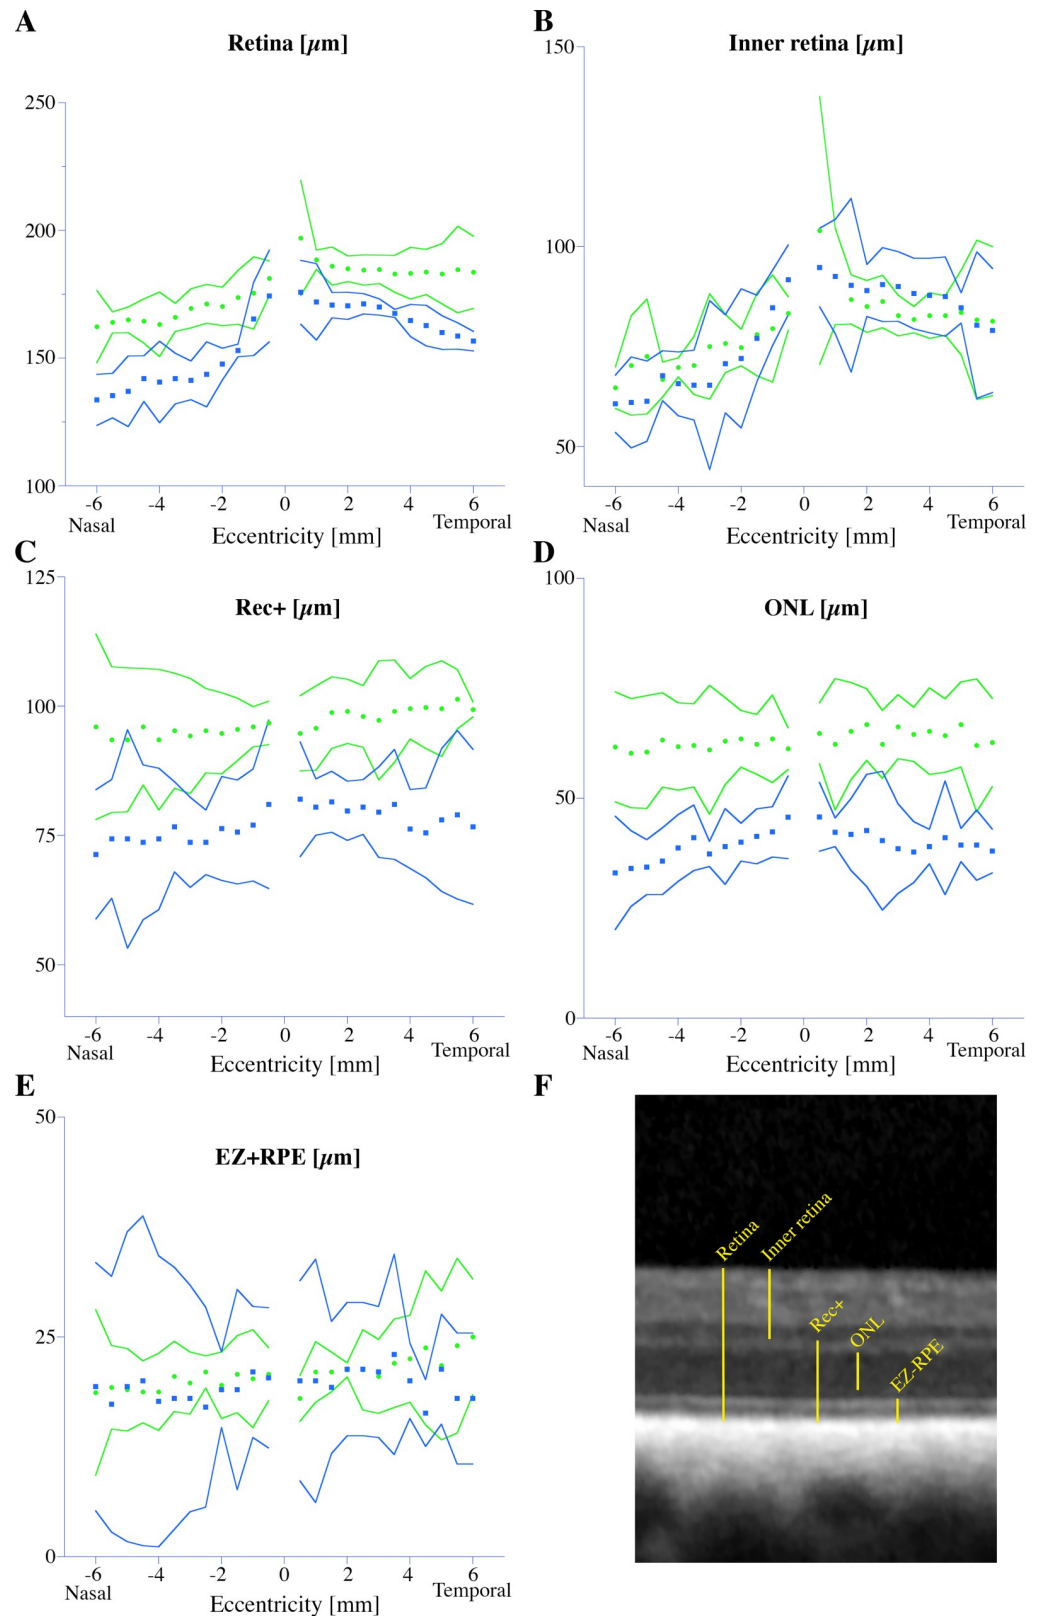 A
Retina [µm]
250
200
150
100
-6 -4 -2 0 2 4 6
Nasal Temporal
Eccentricity [mm]
B
Inner retina [µm]
150
100
50
-6 -4 -2 0 2 4 6
Nasal Temporal
Eccentricity [mm]
C
Rec+ [µm]
125
100
75
50
-6 -4 -2 0 2 4 6
Nasal Temporal
Eccentricity [mm]
D
ONL [µm]
100
50
0
-6 -4 -2 0 2 4 6
Nasal Temporal
Eccentricity [mm]
E
EZ+RPE [µm]
50
25
0
-6 -4 -2 0 2 4 6
Nasal Temporal
Eccentricity [mm]
F
Retina
Inner retina
Rec+
ONL
EZ-RPE